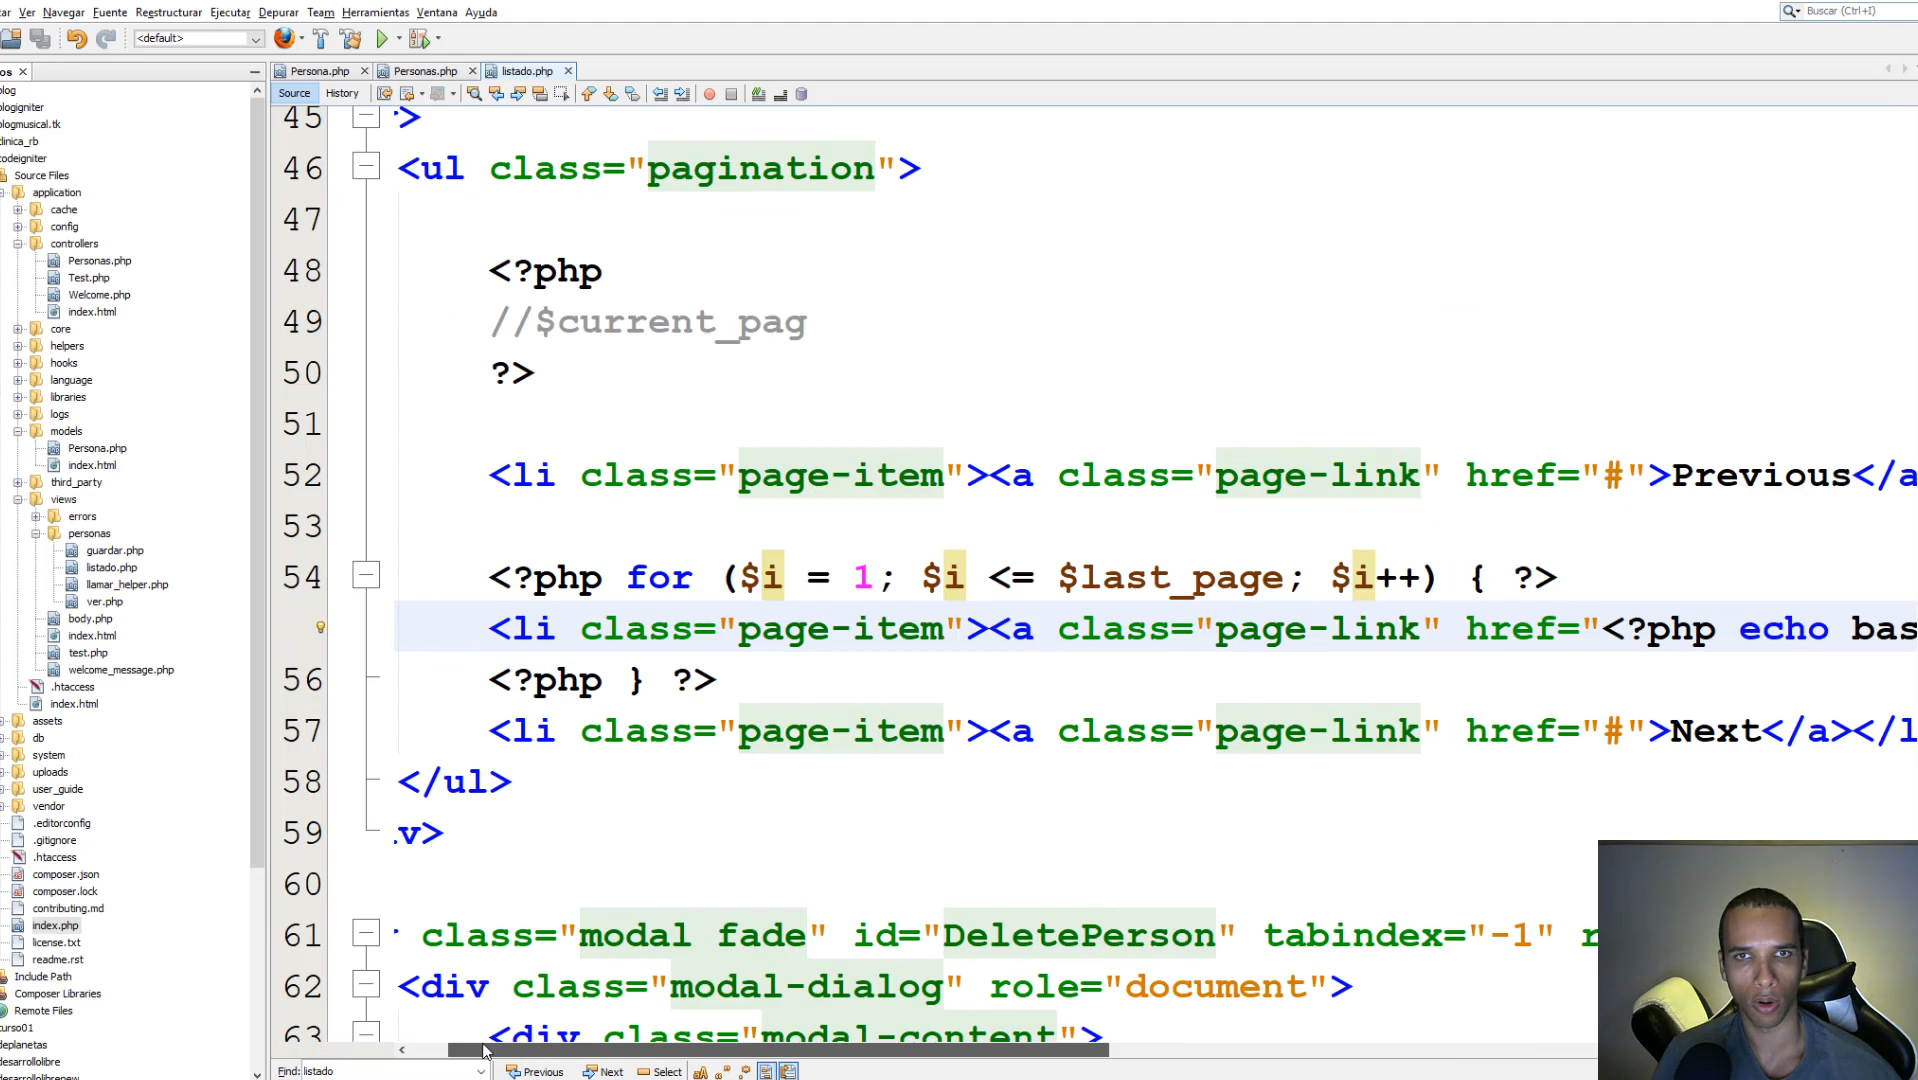 Ver Navegar Fuente Reestructurar Ejecutar Depurar Team Herramientas Ventana Ayuda
Buscar (Ctrl+I)
<default>
Persona.php
Personas.php
listado.php
Source History
blog
blogigniter
blogmusical.tk
clinica_rb
codeigniter
Source Files
application
cache
config
controllers
Personas.php
Test.php
Welcome.php
index.html
core
helpers
hooks
language
libraries
logs
models
Persona.php
index.html
third_party
views
errors
personas
guardar.php
listado.php
llamar_helper.php
ver.php
body.php
index.html
test.php
welcome_message.php
.htaccess
index.html
assets
db
system
uploads
user_guide
vendor
.editorconfig
.gitignore
.htaccess
composer.json
composer.lock
contributing.md
index.php
license.txt
readme.rst
Include Path
Composer Libraries
Remote Files
curso01
deplanetas
desarrollolibre
45 >
46 <ul class="pagination">
47
48 <?php
49 //$current_pag
50 ?>
51
52 <li class="page-item"><a class="page-link" href="#">Previous</a
53
54 <?php for ($i = 1; $i <= $last_page; $i++) { ?>
<li class="page-item"><a class="page-link" href="<?php echo bas
56 <?php } ?>
57 <li class="page-item"><a class="page-link" href="#">Next</a></l
58 </ul>
59 v>
60
61 class="modal fade" id="DeletePerson" tabindex="-1" r
62 <div class="modal-dialog" role="document">
63 <div class="modal-content">
Find: listado
Previous Next Select